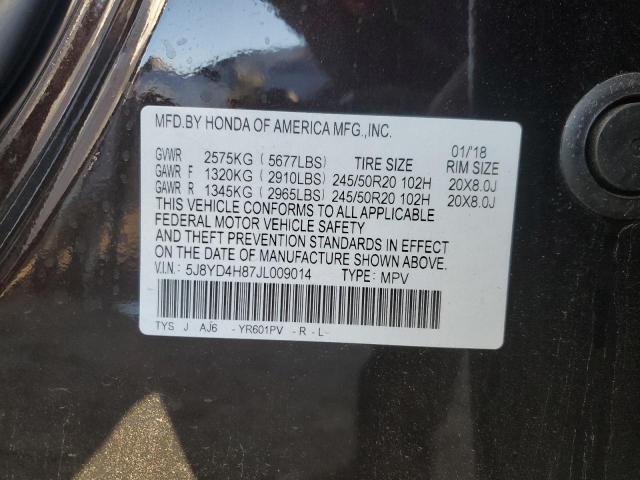 MFD.BY HONDA OF AMERICA MFG.,INC.
01/'18
GVWR 2575KG (5677LBS) TIRE SIZE RIM SIZE
GAWR F 1320KG (2910LBS) 245/50R20 102H 20X8.0J
GAWR R 1345KG (2965LBS) 245/50R20 102H 20X8.0J
THIS VEHICLE CONFORMS TO ALL APPLICABLE
FEDERAL MOTOR VEHICLE SAFETY
AND THEFT PREVENTION STANDARDS IN EFFECT
ON THE DATE OF MANUFACTURE SHOWN ABOVE.
V.I.N.: 5J8YD4H87JL009014 TYPE: MPV
TYS J AJ6 -YR601PV -R-L-